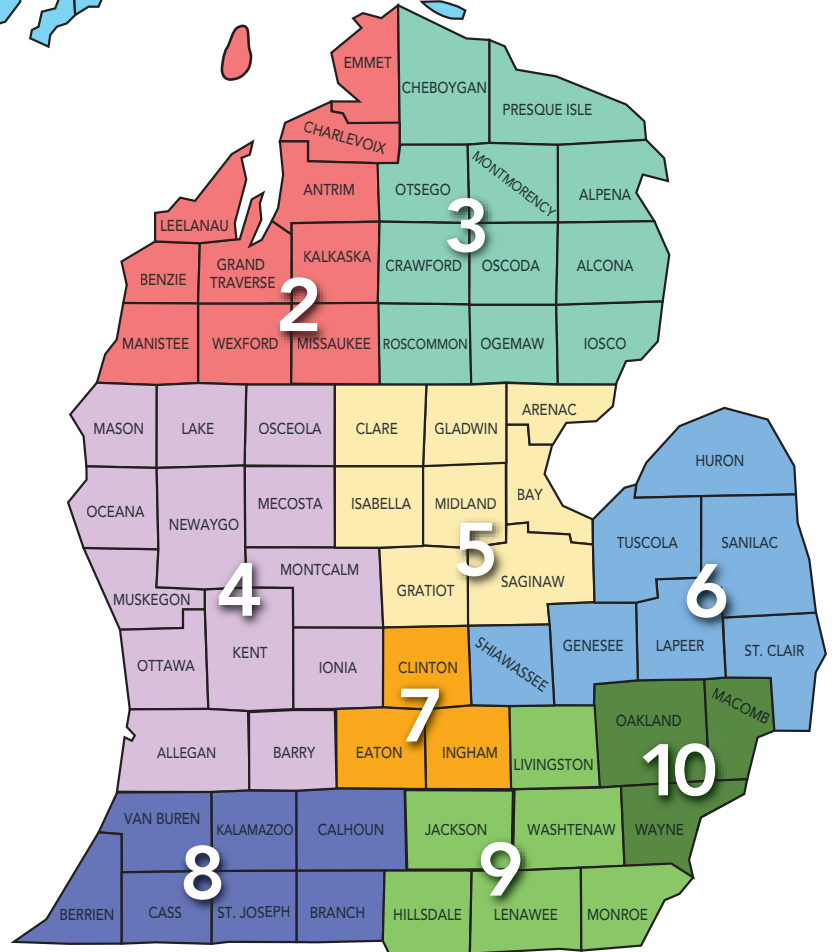 EMMET
CHEBOYGAN
PRESQUE ISLE
CHARLEVOIX
ANTRIM
OTSEGO
MONTMORENCY
ALPENA
3
LEELANAU
BENZIE
GRAND
TRAVERSE
KALKASKA
CRAWFORD
OSCODA
ALCONA
2
MANISTEE
WEXFORD
MISSAUKEE
ROSCOMMON
OGEMAW
IOSCO
MASON
LAKE
OSCEOLA
CLARE
GLADWIN
ARENAC
HURON
OCEANA
NEWAYGO
MECOSTA
ISABELLA
MIDLAND
BAY
TUSCOLA
SANILAC
5
MONTCALM
GRATIOT
SAGINAW
MUSKEGON
4
6
OTTAWA
KENT
IONIA
CLINTON
SHIAWASSEE
GENESEE
LAPEER
ST. CLAIR
7
ALLEGAN
BARRY
EATON
INGHAM
LIVINGSTON
OAKLAND
MACOMB
10
VAN BUREN
KALAMAZOO
CALHOUN
JACKSON
WASHTENAW
WAYNE
8
9
BERRIEN
CASS
ST. JOSEPH
BRANCH
HILLSDALE
LENAWEE
MONROE